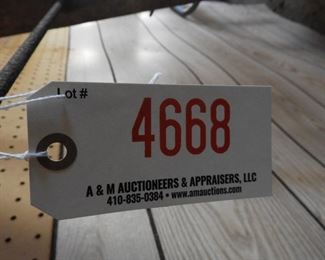 Lot #
4668
A & M AUCTIONEERS & APPRAISERS, LLC
410-835-0384 • www.amauctions.com